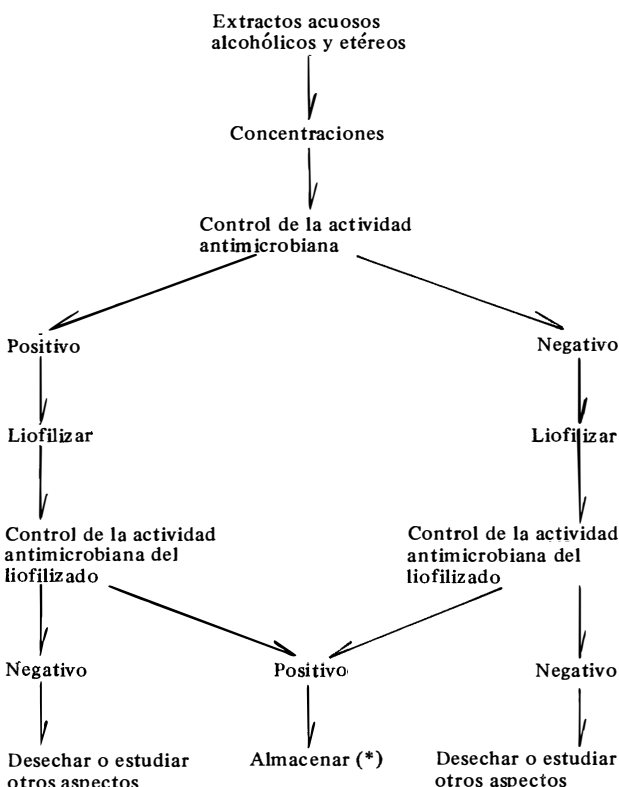 Extractos acuosos
alcohólicos y etéreos
Concentraciones
Control de la actividad
antimicrobiana
Positivo
Negativo
Liofilizar
Liofilizar
Control de la actividad
antimicrobiana del
liofilizado
Control de la actividad
antimicrobiana del
liofilizado
Negativo
Positivo
Negativo
Desechar o estudiar
otros aspectos
Almacenar (*)
Desechar o estudiar
otros aspectos